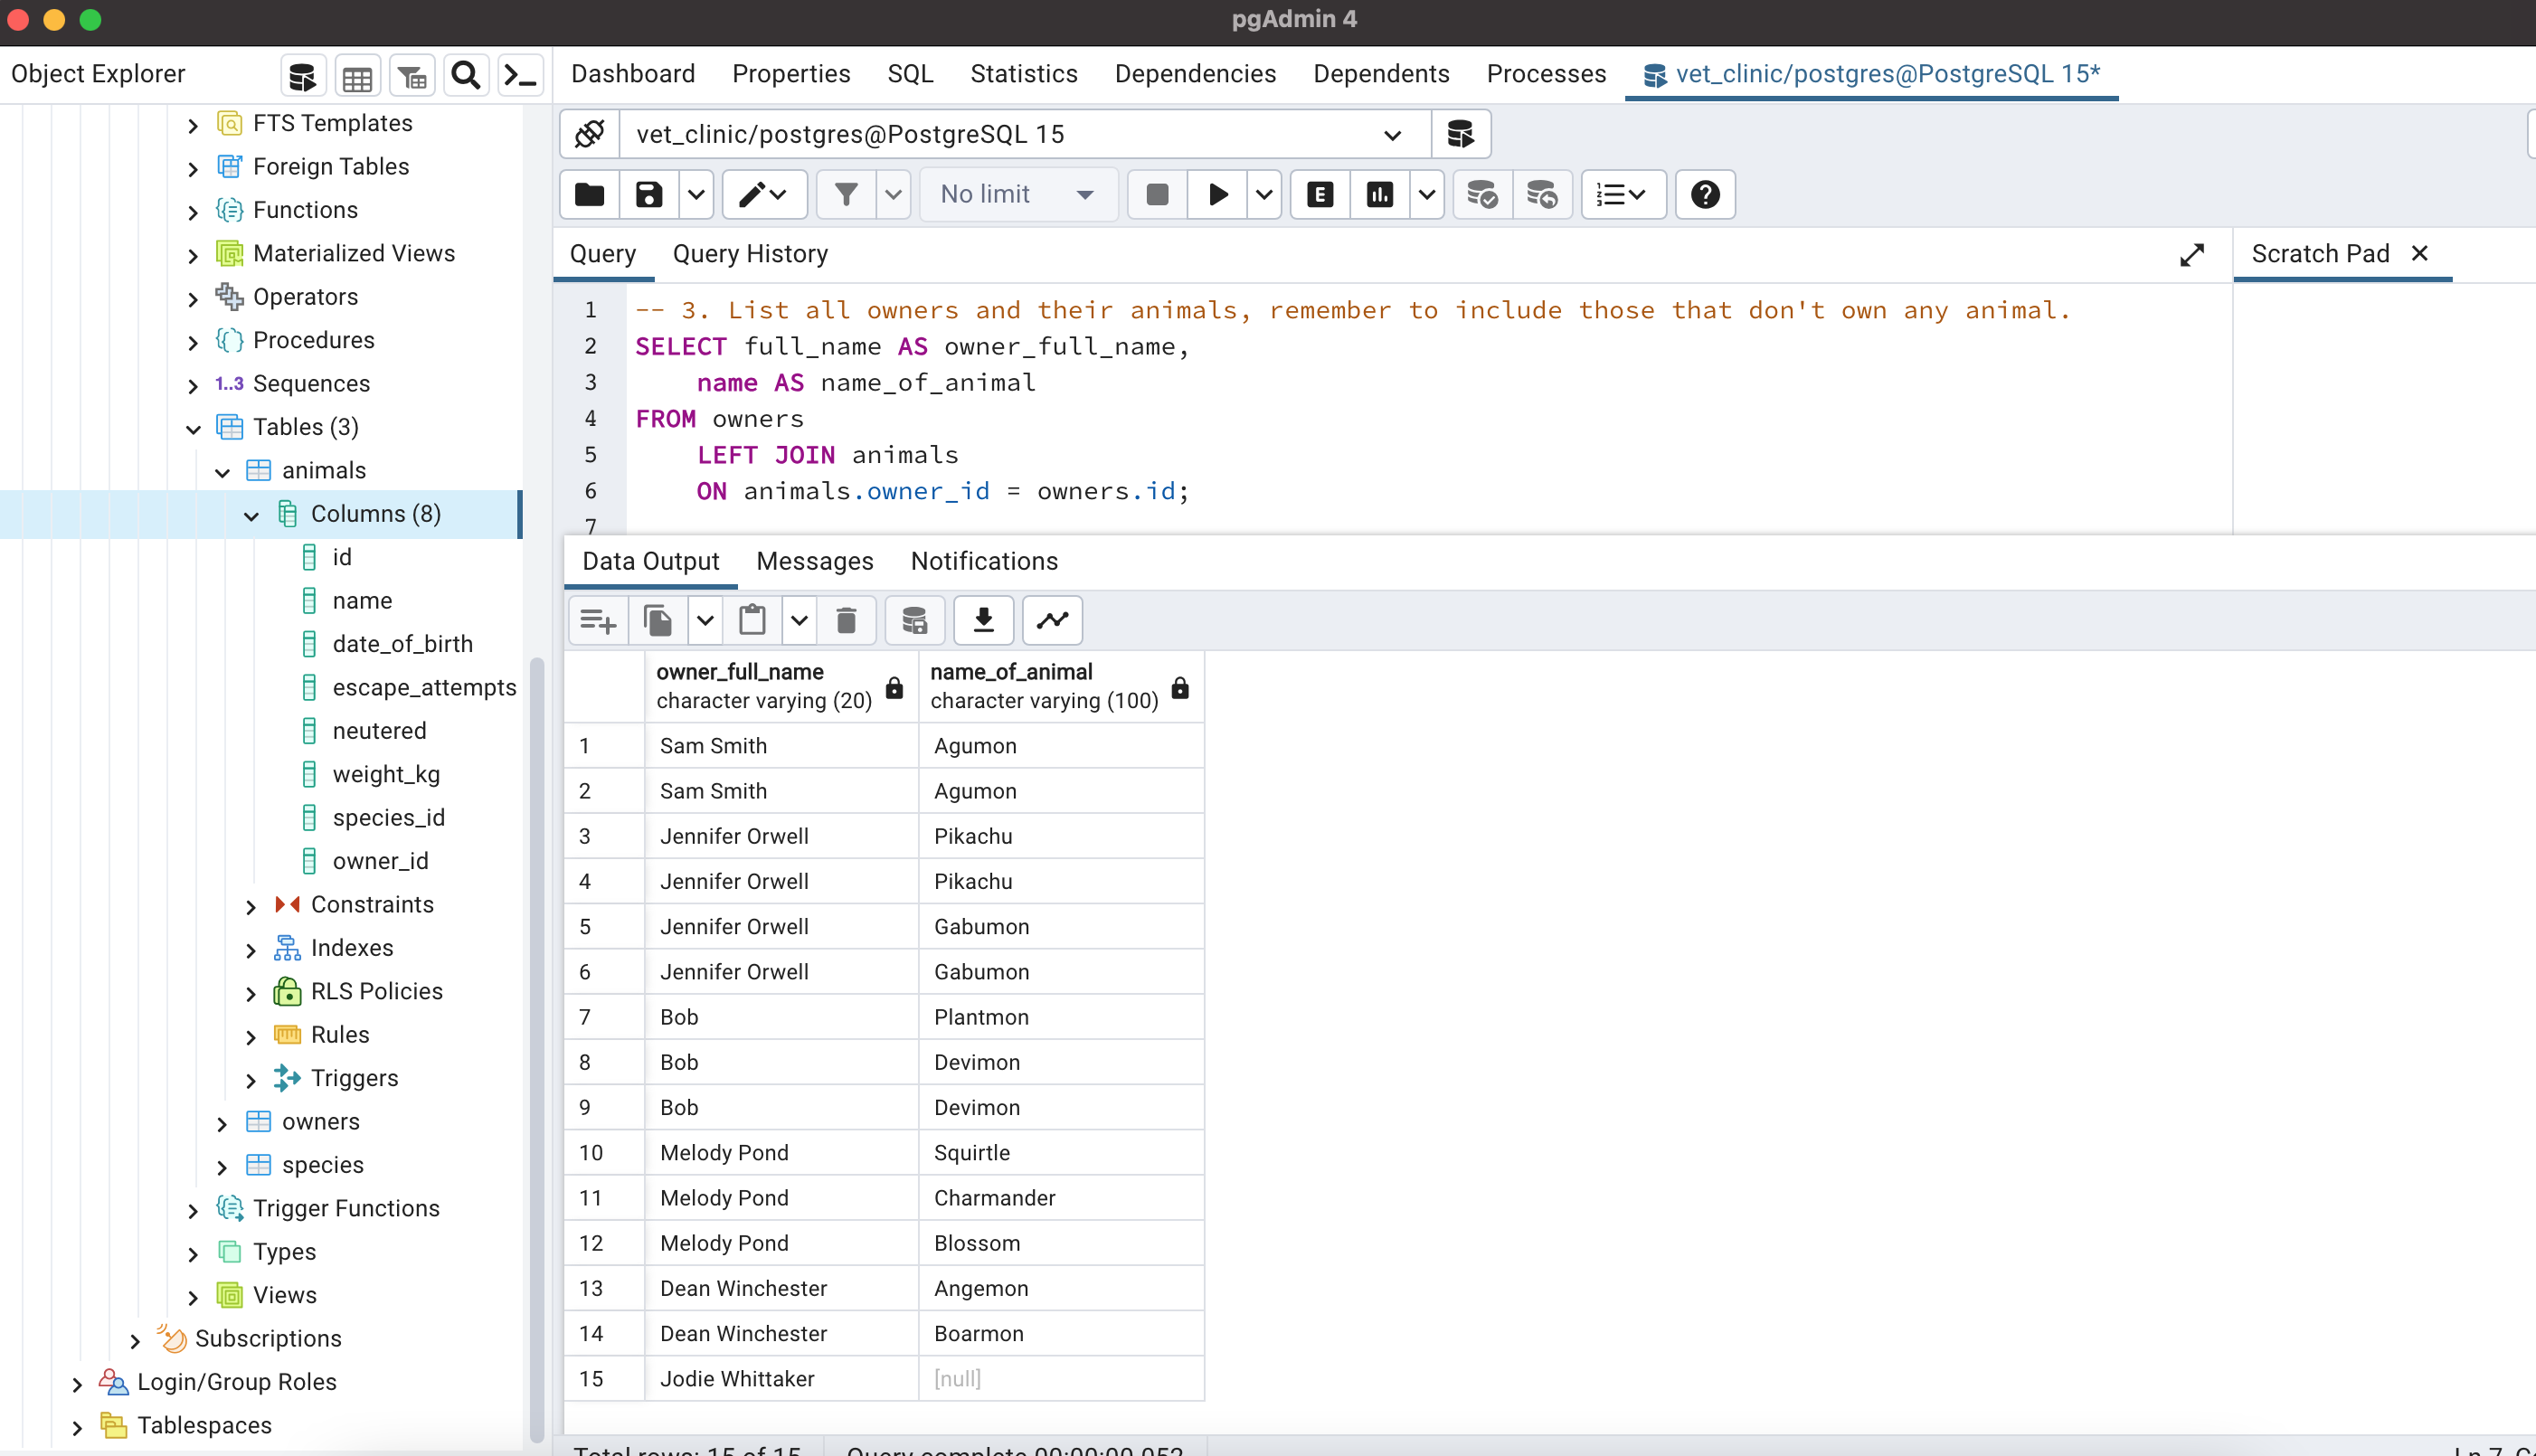 pgAdmin 4
Object Explorer
Dashboard Properties SQL Statistics Dependencies Dependents Processes vet_clinic/postgres@PostgreSQL 15*
FTS Templates
Foreign Tables
Functions
Materialized Views
Operators
Procedures
1..3 Sequences
Tables (3)
animals
Columns (8)
id
name
date_of_birth
escape_attempts
neutered
weight_kg
species_id
owner_id
Constraints
Indexes
RLS Policies
Rules
Triggers
owners
species
Trigger Functions
Types
Views
Subscriptions
Login/Group Roles
Tablespaces
vet_clinic/postgres@PostgreSQL 15
No limit
E
Query Query History
Scratch Pad
1 -- 3. List all owners and their animals, remember to include those that don't own any animal.
2 SELECT full_name AS owner_full_name,
3 name AS name_of_animal
4 FROM owners
5 LEFT JOIN animals
6 ON animals.owner_id = owners.id;
7
Data Output Messages Notifications
owner_full_name name_of_animal
character varying (20) character varying (100)
1 Sam Smith Agumon
2 Sam Smith Agumon
3 Jennifer Orwell Pikachu
4 Jennifer Orwell Pikachu
5 Jennifer Orwell Gabumon
6 Jennifer Orwell Gabumon
7 Bob Plantmon
8 Bob Devimon
9 Bob Devimon
10 Melody Pond Squirtle
11 Melody Pond Charmander
12 Melody Pond Blossom
13 Dean Winchester Angemon
14 Dean Winchester Boarmon
15 Jodie Whittaker [null]
Total rows: 15 of 15 Query complete 00:00:00.052 Ln 7,